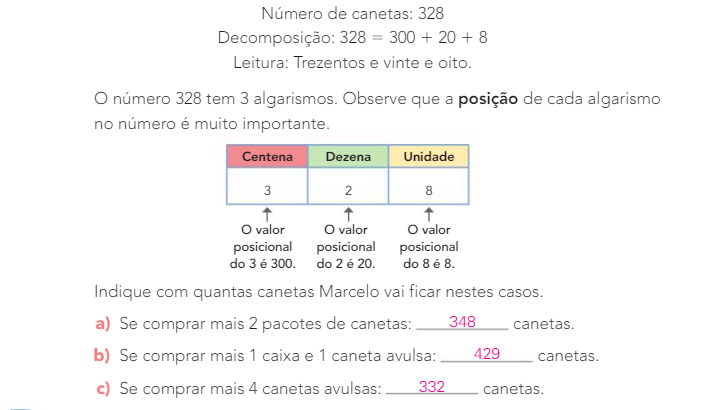 Número de canetas: 328
Decomposição: 328 = 300 + 20 + 8
Leitura: Trezentos e vinte e oito.
O número 328 tem 3 algarismos. Observe que a posição de cada algarismo
no número é muito importante.
Centena Dezena Unidade
3 2 8
O valor posicional do 3 é 300.
O valor posicional do 2 é 20.
O valor posicional do 8 é 8.
Indique com quantas canetas Marcelo vai ficar nestes casos.
a) Se comprar mais 2 pacotes de canetas: 348 canetas.
b) Se comprar mais 1 caixa e 1 caneta avulsa: 429 canetas.
c) Se comprar mais 4 canetas avulsas: 332 canetas.